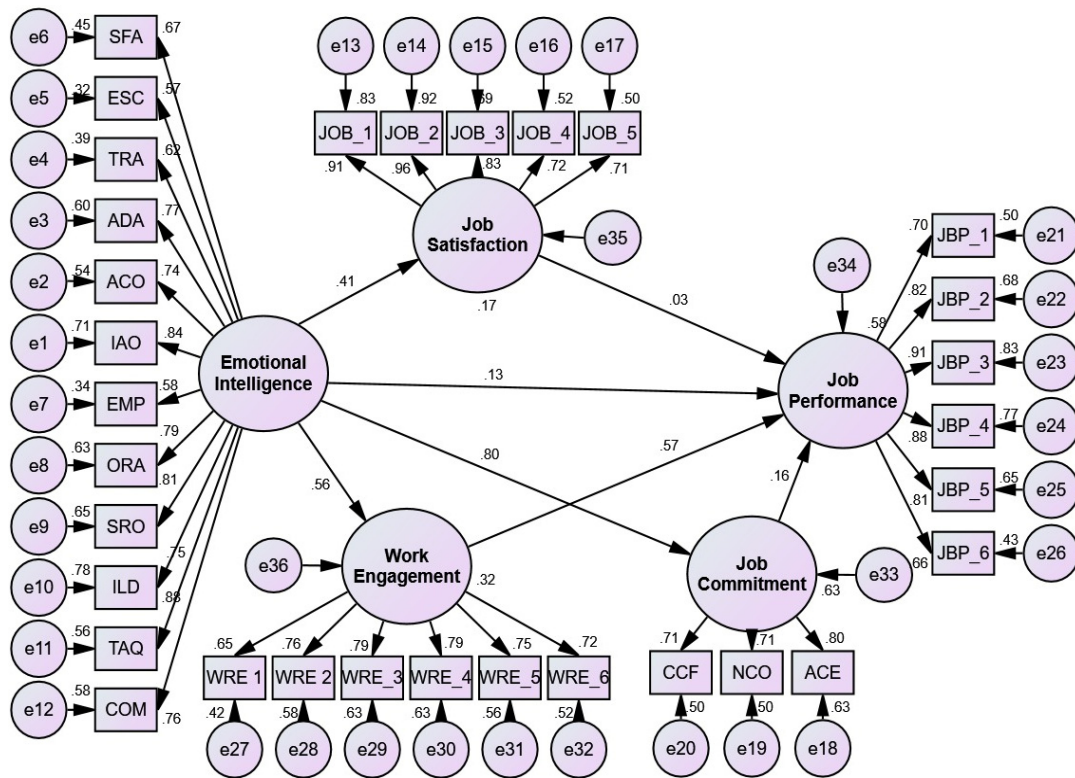 e6 .45 SFA .67
e5 .32 ESC .57
e4 .39 TRA .62
e3 .60 ADA .77
e2 .54 ACO .74
e1 .71 IAO .84
e7 .34 EMP .58
e8 .63 ORA .79
e9 .65 SRO .81
e10 .78 ILD .75
e11 .56 TAQ .88
e12 .58 COM .76
Emotional
Intelligence
e13 e14 e15 e16 e17
.83 .92 .69 .52 .50
JOB_1 JOB_2 JOB_3 JOB_4 JOB_5
.91 .96 .83 .72 .71
Job
Satisfaction
e35
.17
.41
.03
.13
.80
.57
.56
.16
e34
.58
Job
Performance
.70 JBP_1 .50 e21
.82 JBP_2 .68 e22
.91 JBP_3 .83 e23
.88 JBP_4 .77 e24
.81 JBP_5 .65 e25
.66 JBP_6 .43 e26
e36
Work
Engagement
.32
.65 .76 .79 .79 .75 .72
WRE 1 WRE 2 WRE_3 WRE_4 WRE_5 WRE_6
.42 .58 .63 .63 .56 .52
e27 e28 e29 e30 e31 e32
Job
Commitment
e33
.63
.71 .71 .80
CCF NCO ACE
.50 .50 .63
e20 e19 e18